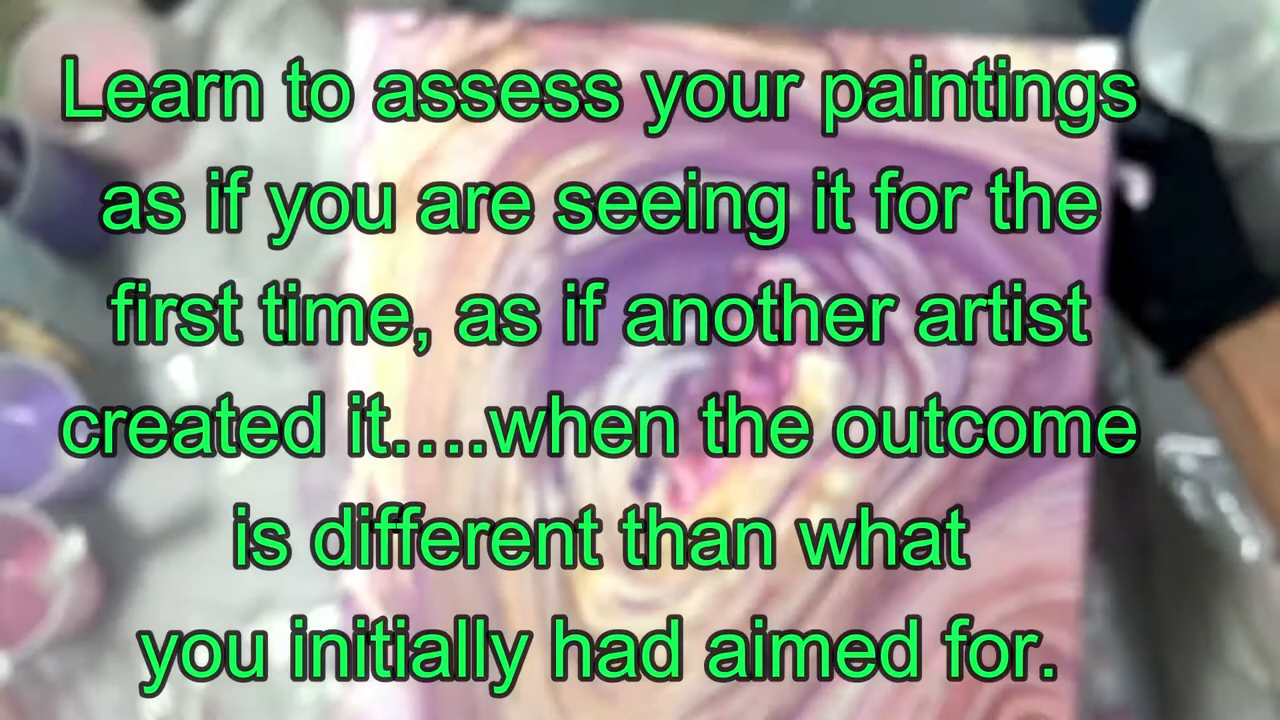 Learn to assess your paintings
as if you are seeing it for the
first time, as if another artist
created it....when the outcome
is different than what
you initially had aimed for.